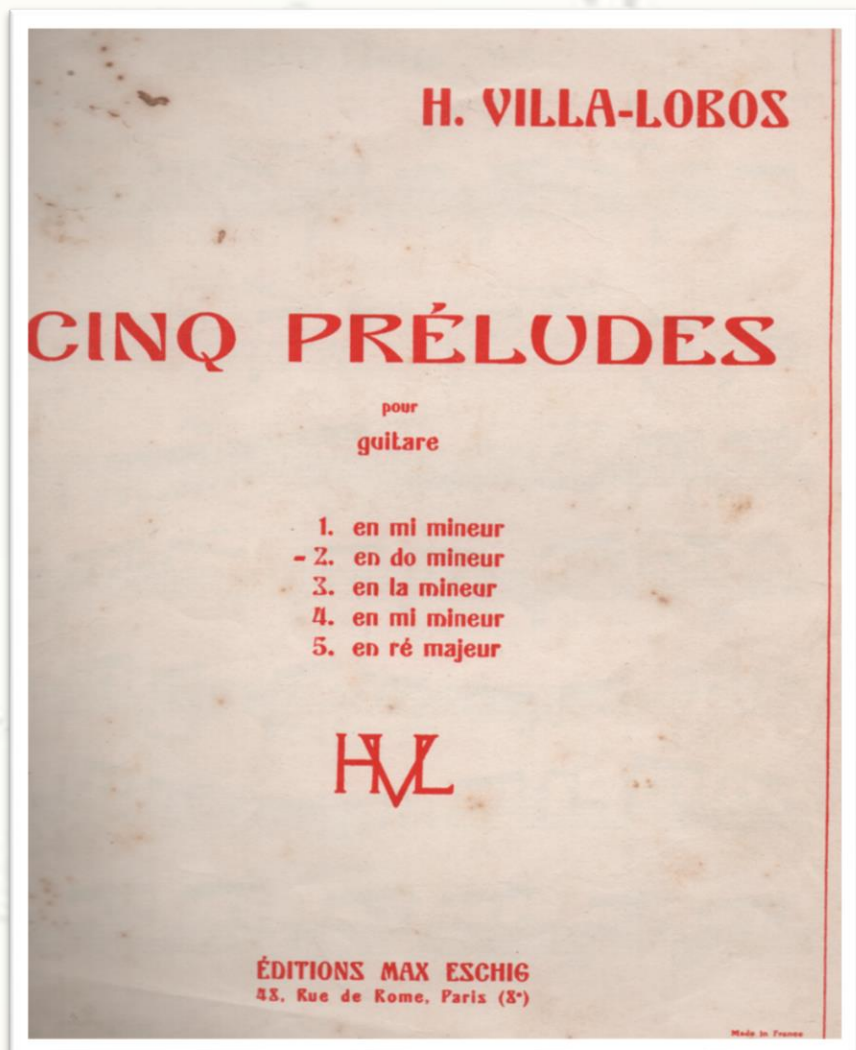 H. VILLA-LOBOS
CINQ PRÉLUDES
pour
guitare
1. en mi mineur
- 2. en do mineur
3. en la mineur
4. en mi mineur
5. en ré majeur
HVL
ÉDITIONS MAX ESCHIG
48, Rue de Rome, Paris (8e)
Made in France